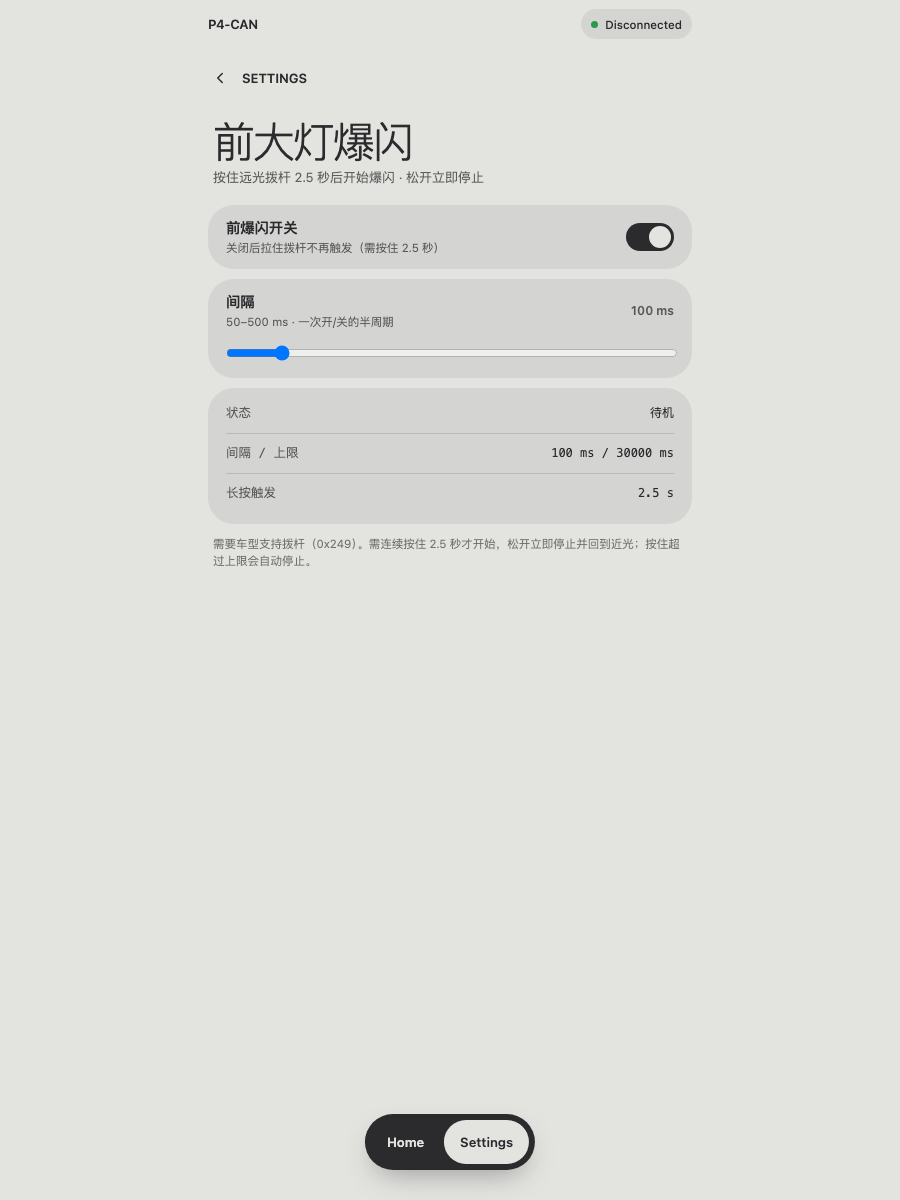 P4-CAN
Disconnected
SETTINGS
前大灯爆闪
按住远光拨杆 2.5 秒后开始爆闪 · 松开立即停止
前爆闪开关
关闭后拉住拨杆不再触发（需按住 2.5 秒）
间隔
100 ms
50–500 ms · 一次开/关的半周期
状态
待机
间隔 / 上限
100 ms / 30000 ms
长按触发
2.5 s
需要车型支持拨杆（0x249）。需连续按住 2.5 秒才开始，松开立即停止并回到近光；按住超
过上限会自动停止。
Home
Settings